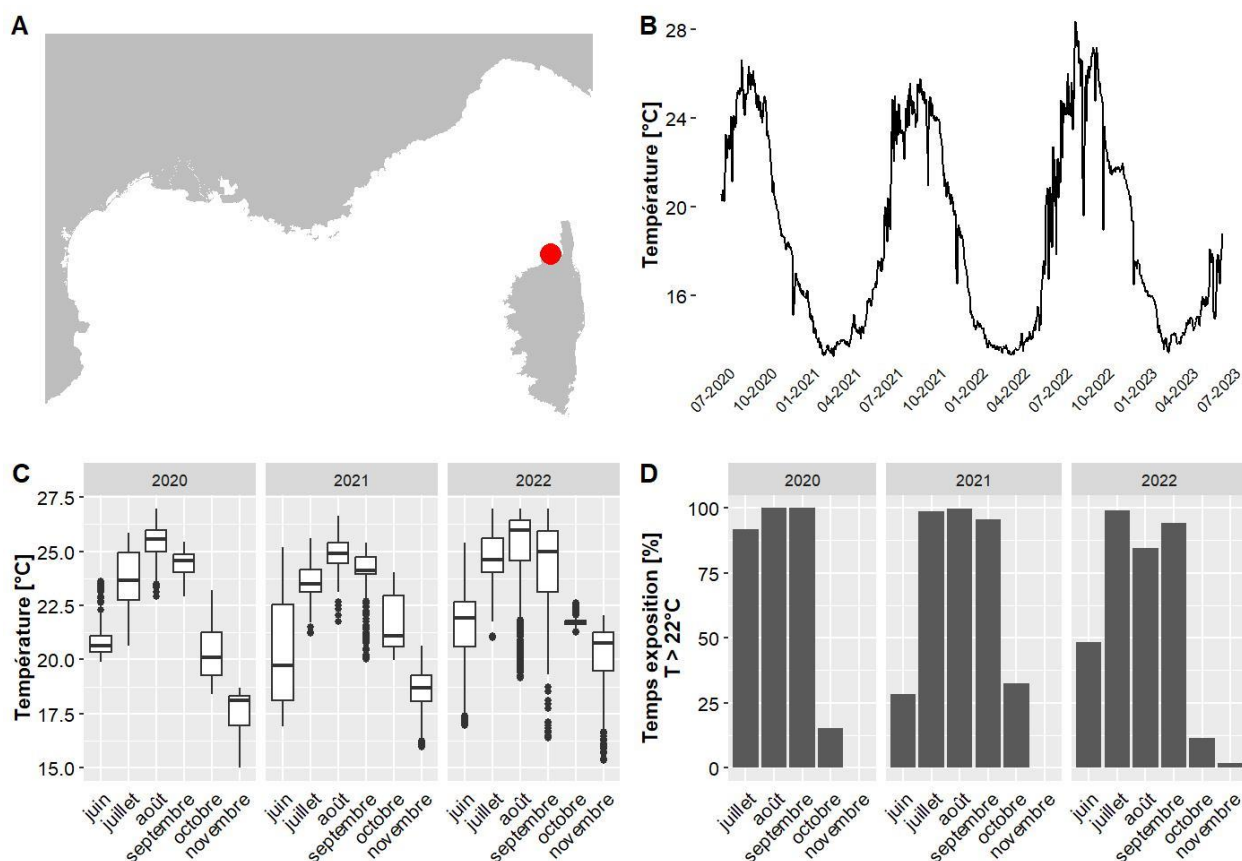 A
B
Température [°C]
28
24
20
16
07-2020
10-2020
01-2021
04-2021
07-2021
10-2021
01-2022
04-2022
07-2022
10-2022
01-2023
04-2023
07-2023
C
2020
2021
2022
Température [°C]
27.5
25.0
22.5
20.0
17.5
15.0
juin
juillet
août
septembre
octobre
novembre
juin
juillet
août
septembre
octobre
novembre
juin
juillet
août
septembre
octobre
novembre
D
2020
2021
2022
Temps exposition [%]
T > 22°C
100
75
50
25
0
juillet
août
septembre
octobre
novembre
juin
juillet
août
septembre
octobre
novembre
juin
juillet
août
septembre
octobre
novembre